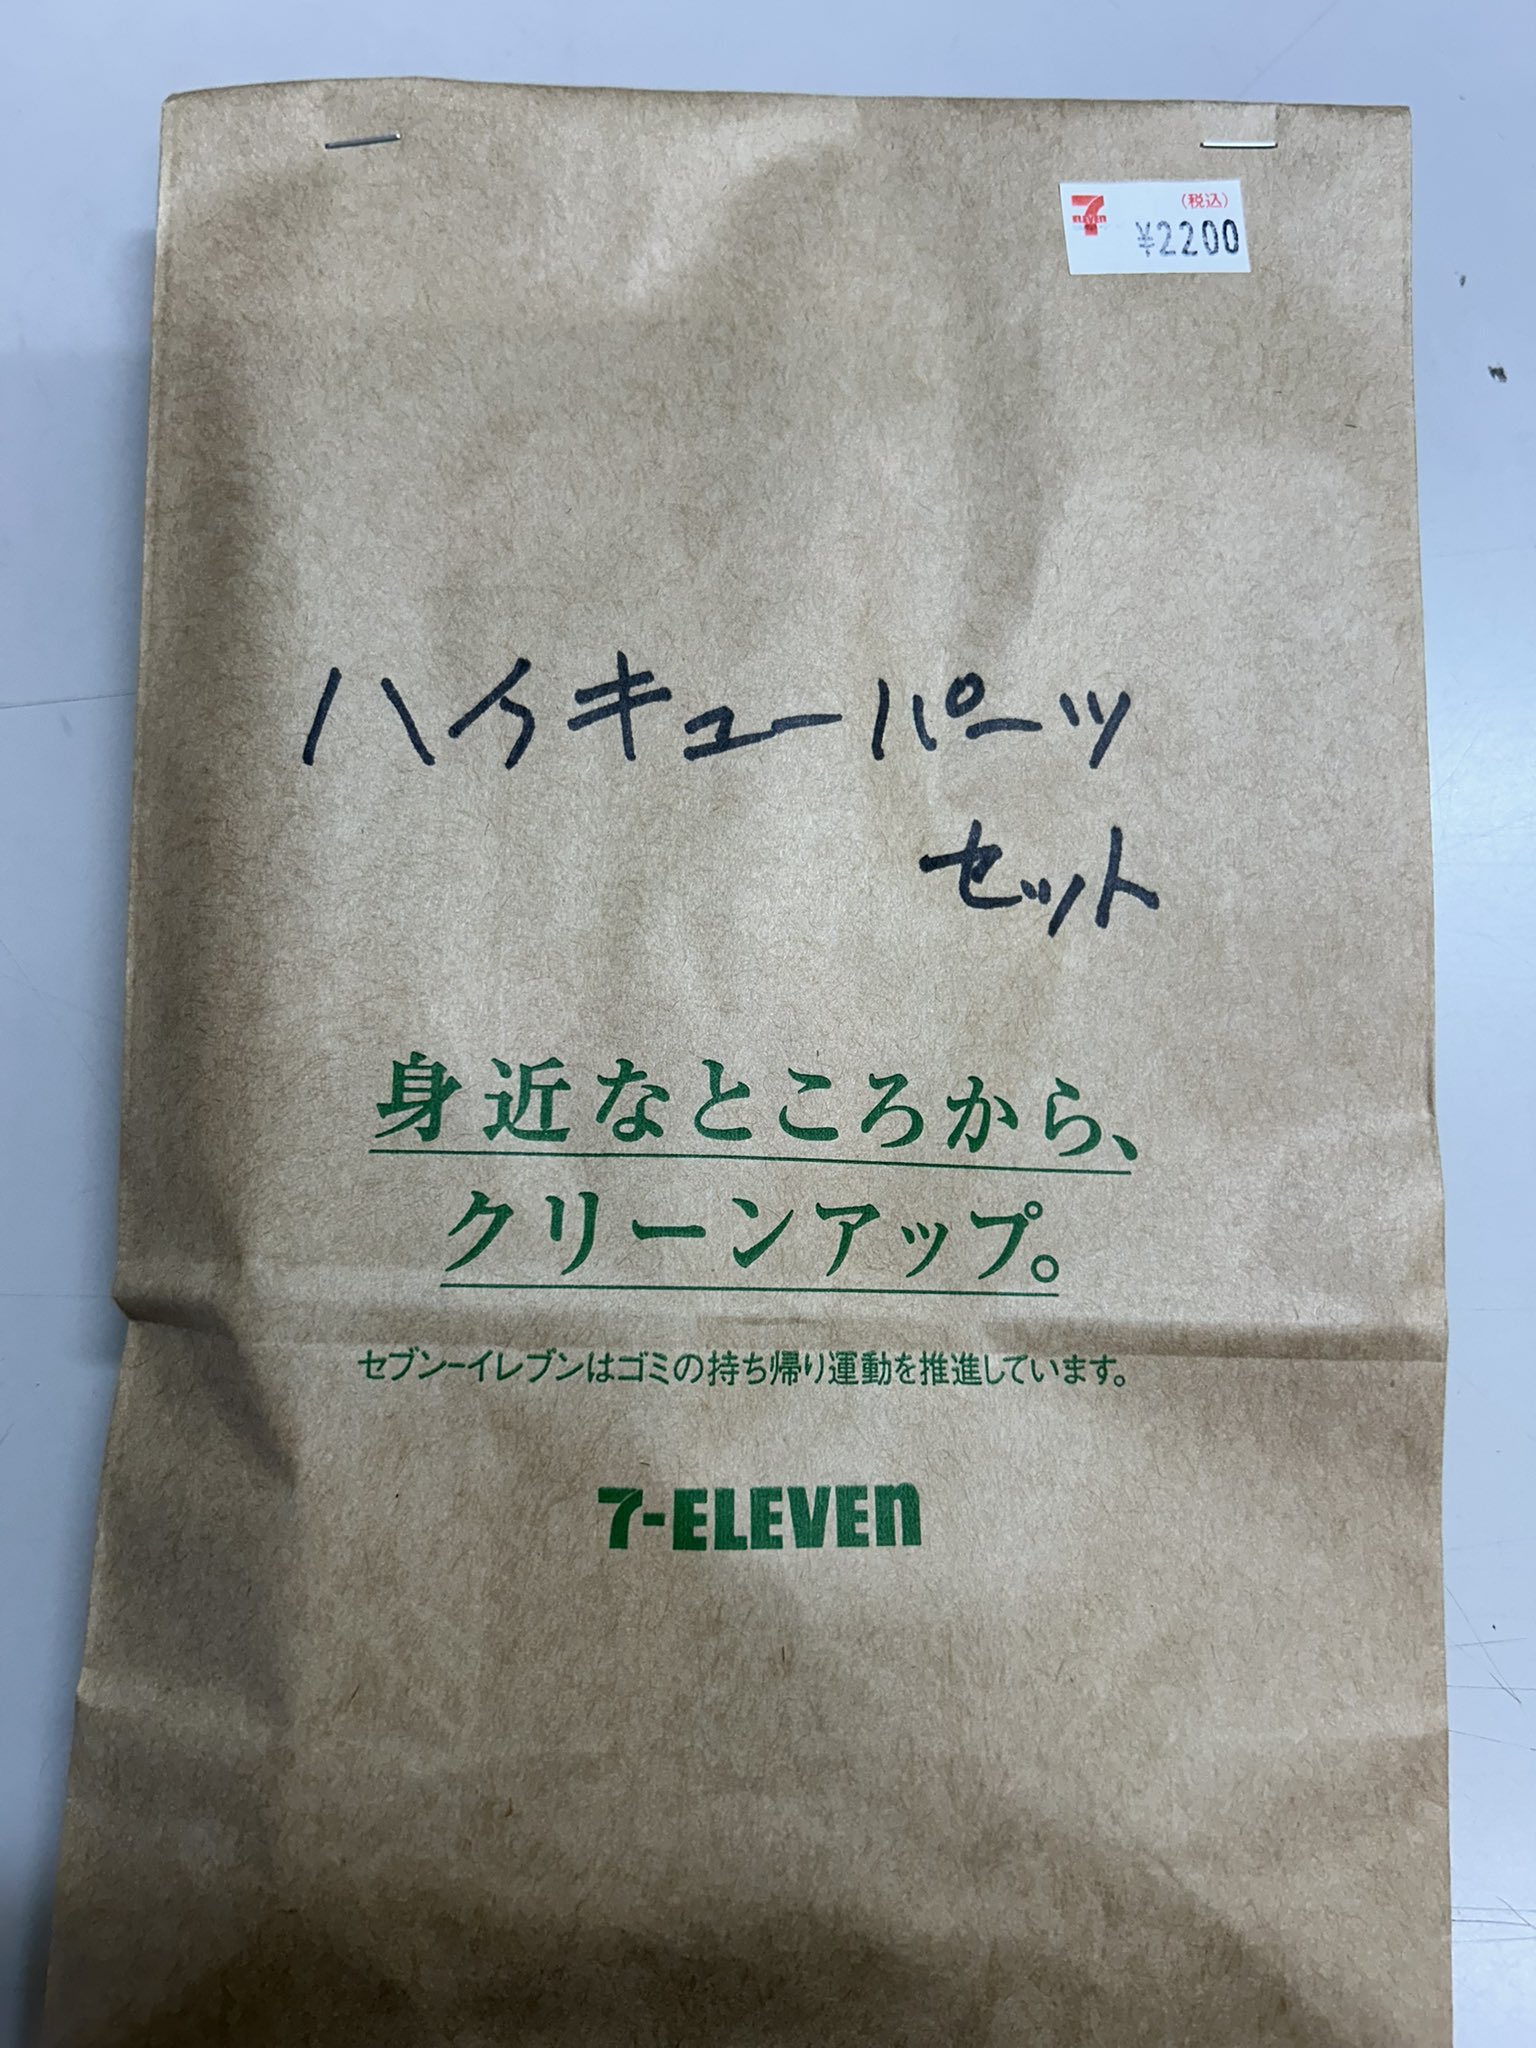 7
ELEVEN
(税込)
¥2200
ハイキューパーツ
セット
身近なところから、
クリーンアップ。
セブン-イレブンはゴミの持ち帰り運動を推進しています。
7-ELEVEn